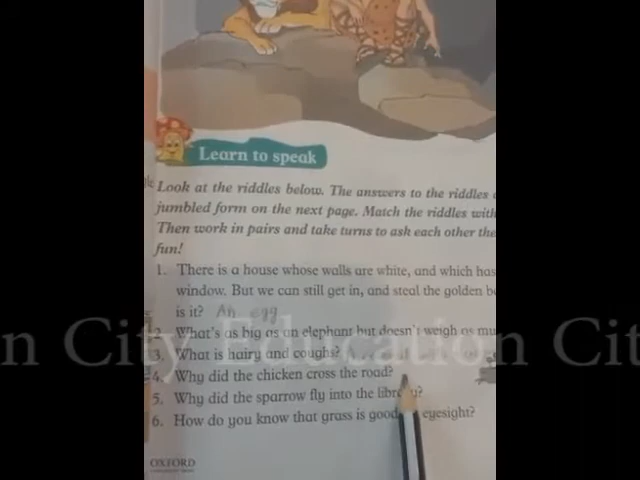 Learn to speak
Look at the riddles below. The answers to the riddles
jumbled form on the next page. Match the riddles with
Then work in pairs and take turns to ask each other the
fun!
1. There is a house whose walls are white, and which has
window. But we can still get in, and steal the golden
is it? An egg
2. What's as big as an elephant but doesn't weigh as
3. What is hairy and coughs?
n City Education City
4. Why did the chicken cross the road?
5. Why did the sparrow fly into the library?
6. How do you know that grass is good eyesight?
OXFORD